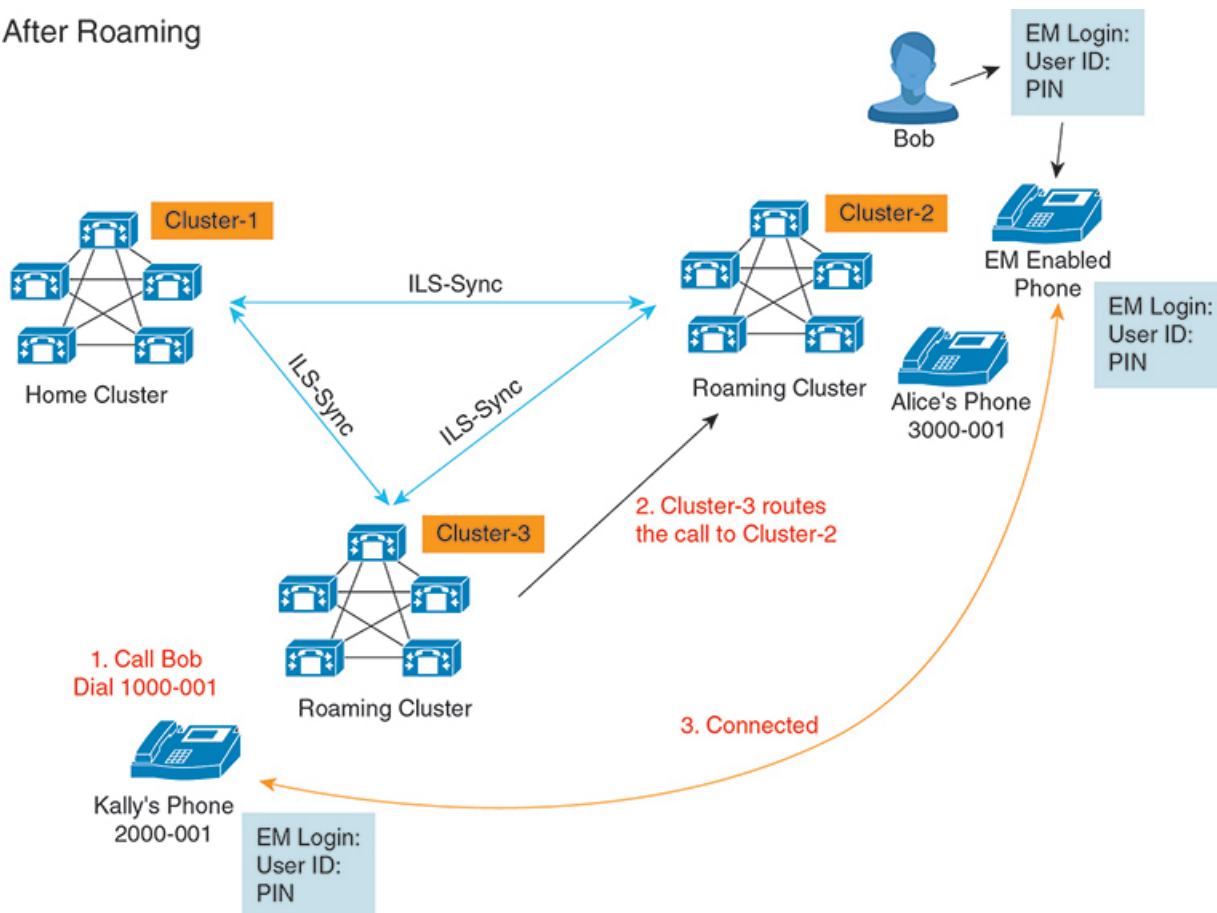 After Roaming
EM Login:
User ID:
PIN
Bob
Cluster-1
Cluster-2
ILS-Sync
EM Enabled
Phone
EM Login:
User ID:
PIN
Home Cluster
ILS-Sync
ILS-Sync
Roaming Cluster
Alice's Phone
3000-001
2. Cluster-3 routes
the call to Cluster-2
Cluster-3
1. Call Bob
Dial 1000-001
Roaming Cluster
3. Connected
Kally's Phone
2000-001
EM Login:
User ID:
PIN